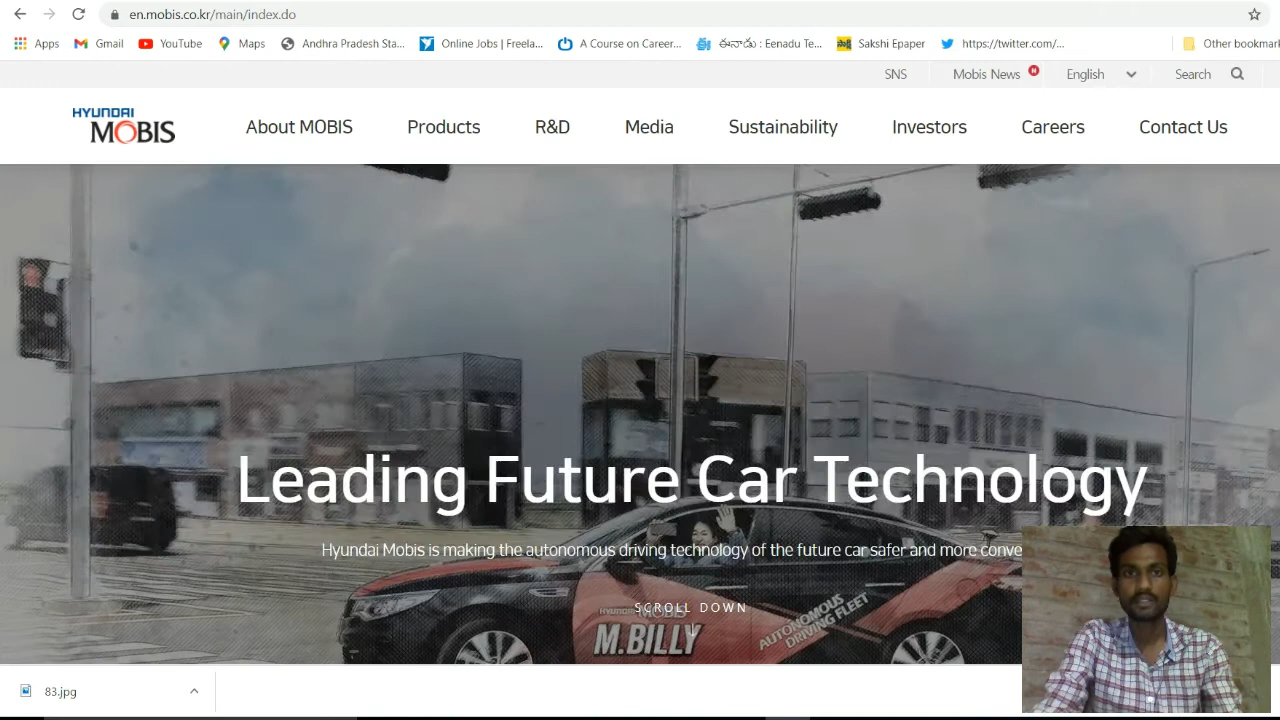 en.mobis.co.kr/main/index.do
Apps Gmail YouTube Maps Andhra Pradesh Sta... Online Jobs | Freela... A Course on Career... ఈనాడు : Eenadu Te... Sakshi Epaper https://twitter.com/... Other bookmark
SNS Mobis News N English Search
HYUNDAI
MOBIS
About MOBIS Products R&D Media Sustainability Investors Careers Contact Us
Leading Future Car Technology
Hyundai Mobis is making the autonomous driving technology of the future car safer and more conve
SCROLL DOWN
HYUNDAI MOBIS
M.BILLY
AUTONOMOUS
DRIVING FLEET
83.jpg